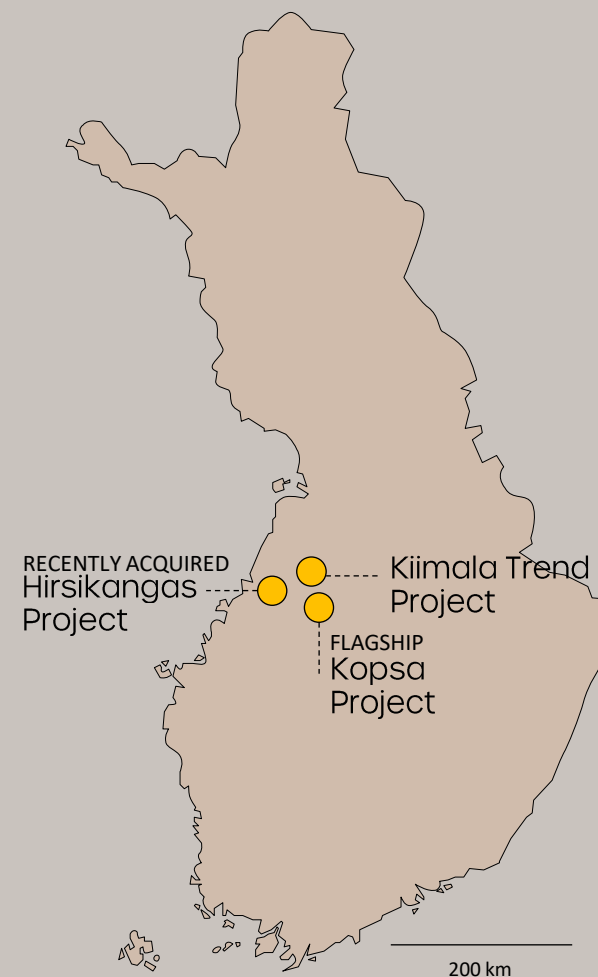 RECENTLY ACQUIRED
Hirsikangas
Project
Kiimala Trend
Project
FLAGSHIP
Kopsa
Project
200 km